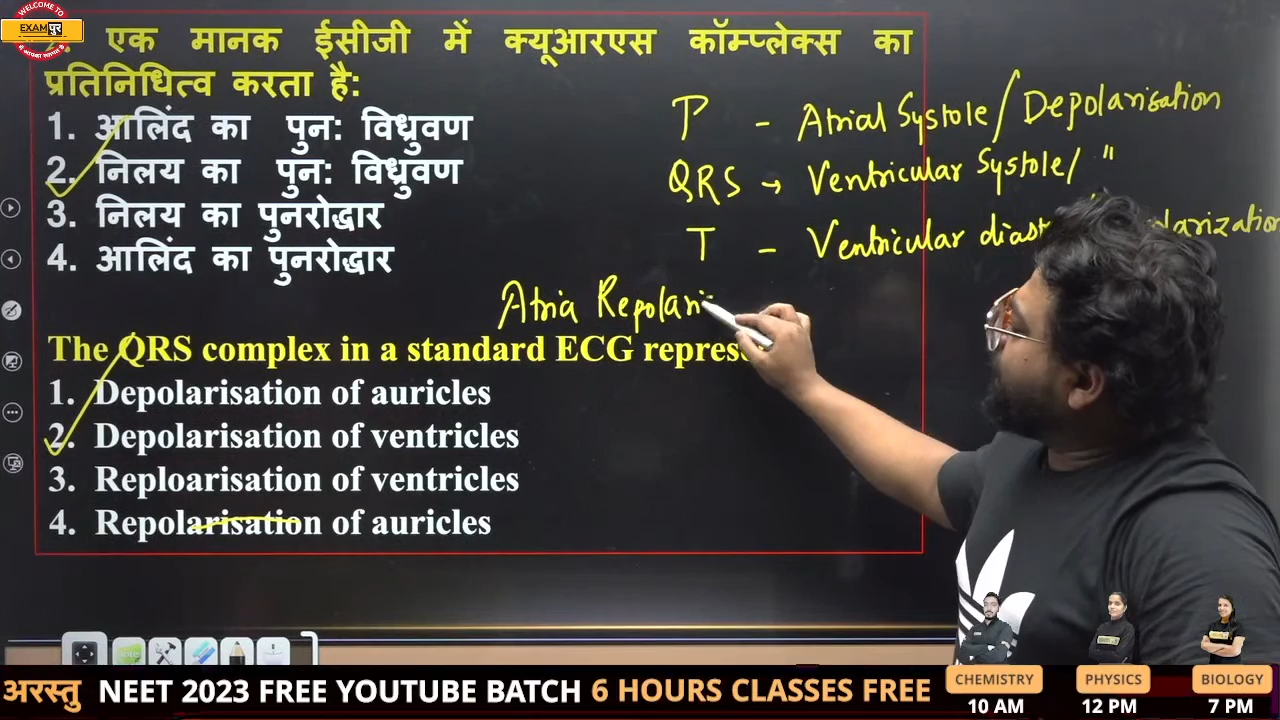 WELCOME TO
EXAMपुर
एक मानक ईसीजी में क्यूआरएस कॉम्प्लेक्स का
प्रतिनिधित्व करता है:
1. आलिंद का पुन: विध्रुवण
2. निलय का पुन: विध्रुवण
3. निलय का पुनरोद्धार
4. आलिंद का पुनरोद्धार
P - Atrial Systole / Depolarisation
QRS → Ventricular Systole / "
T - Ventricular
Atria Repolari
The QRS complex in a standard ECG
1. Depolarisation of auricles
2. Depolarisation of ventricles
3. Reploarisation of ventricles
4. Repolarisation of auricles
अरस्तु NEET 2023 FREE YOUTUBE BATCH 6 HOURS CLASSES FREE
CHEMISTRY
10 AM
PHYSICS
12 PM
BIOLOGY
7 PM